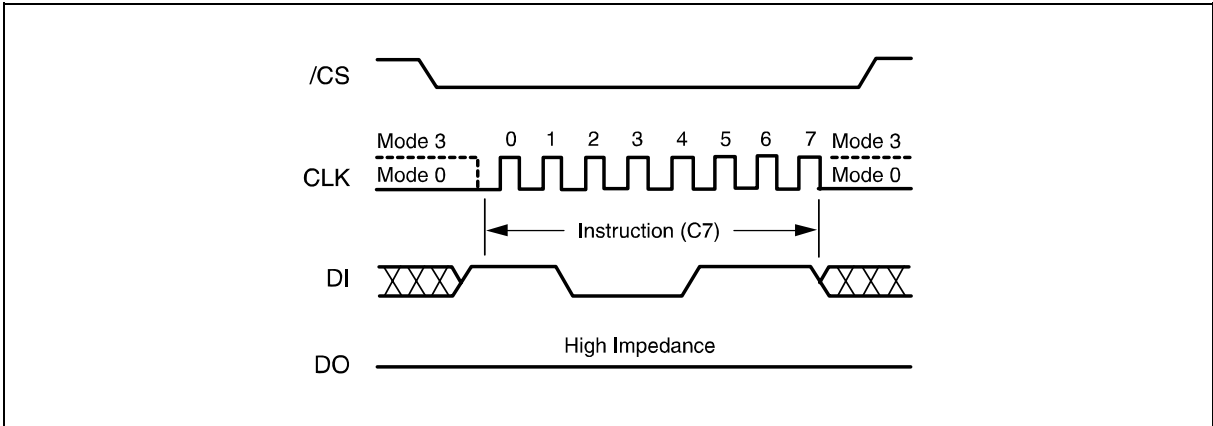 /CS
Mode 3 0 1 2 3 4 5 6 7 Mode 3
CLK Mode 0 Mode 0
Instruction (C7)
DI
High Impedance
DO